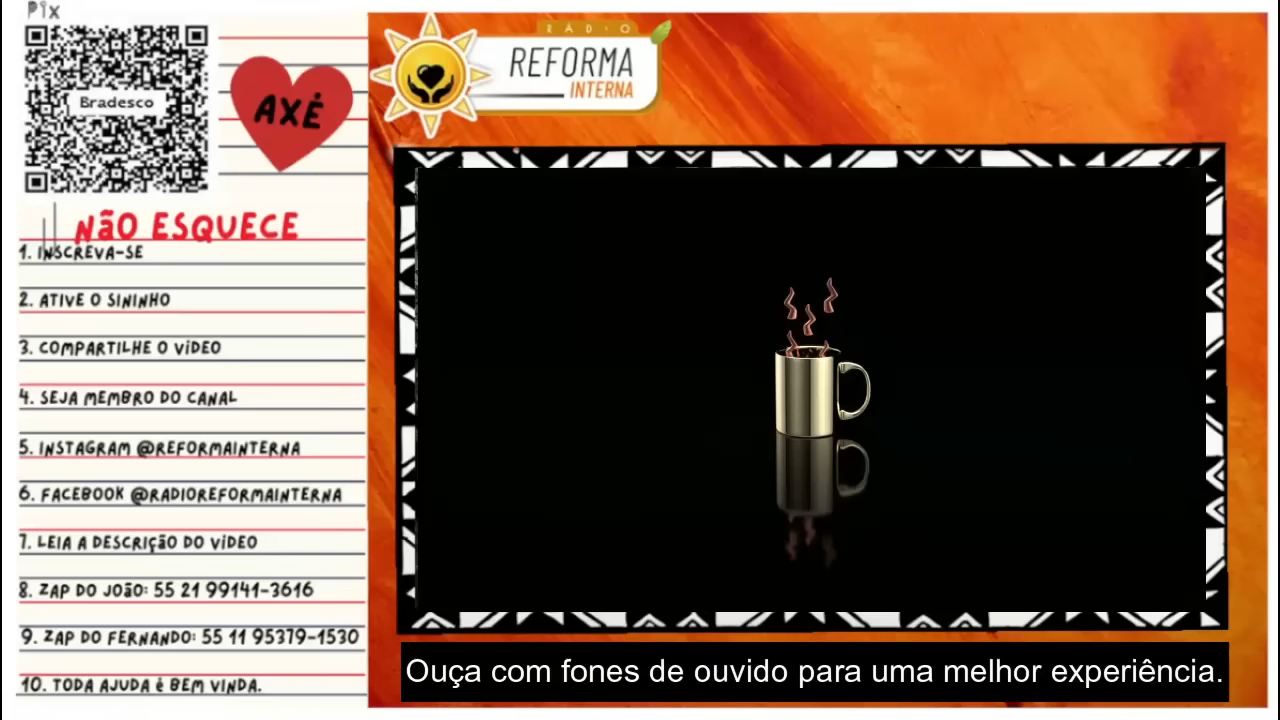 Pix
Bradesco
AXÉ
NãO ESQUECE
1. INSCREVA-SE
2. ATIVE O SININHO
3. COMPARTILHE O VíDEO
4. SEJA MEMBRO DO CANAL
5. INSTAGRAM @REFORMAINTERNA
6. FACEBOOK @RADIOREFORMAINTERNA
7. LEIA A DESCRIÇãO DO VíDEO
8. ZAP DO JOãO: 55 21 99141-3616
9. ZAP DO FERNANDO: 55 11 95379-1530
10. TODA AJUDA é BEM VINDA.
RÁDIO
REFORMA
INTERNA
Ouça com fones de ouvido para uma melhor experiência.